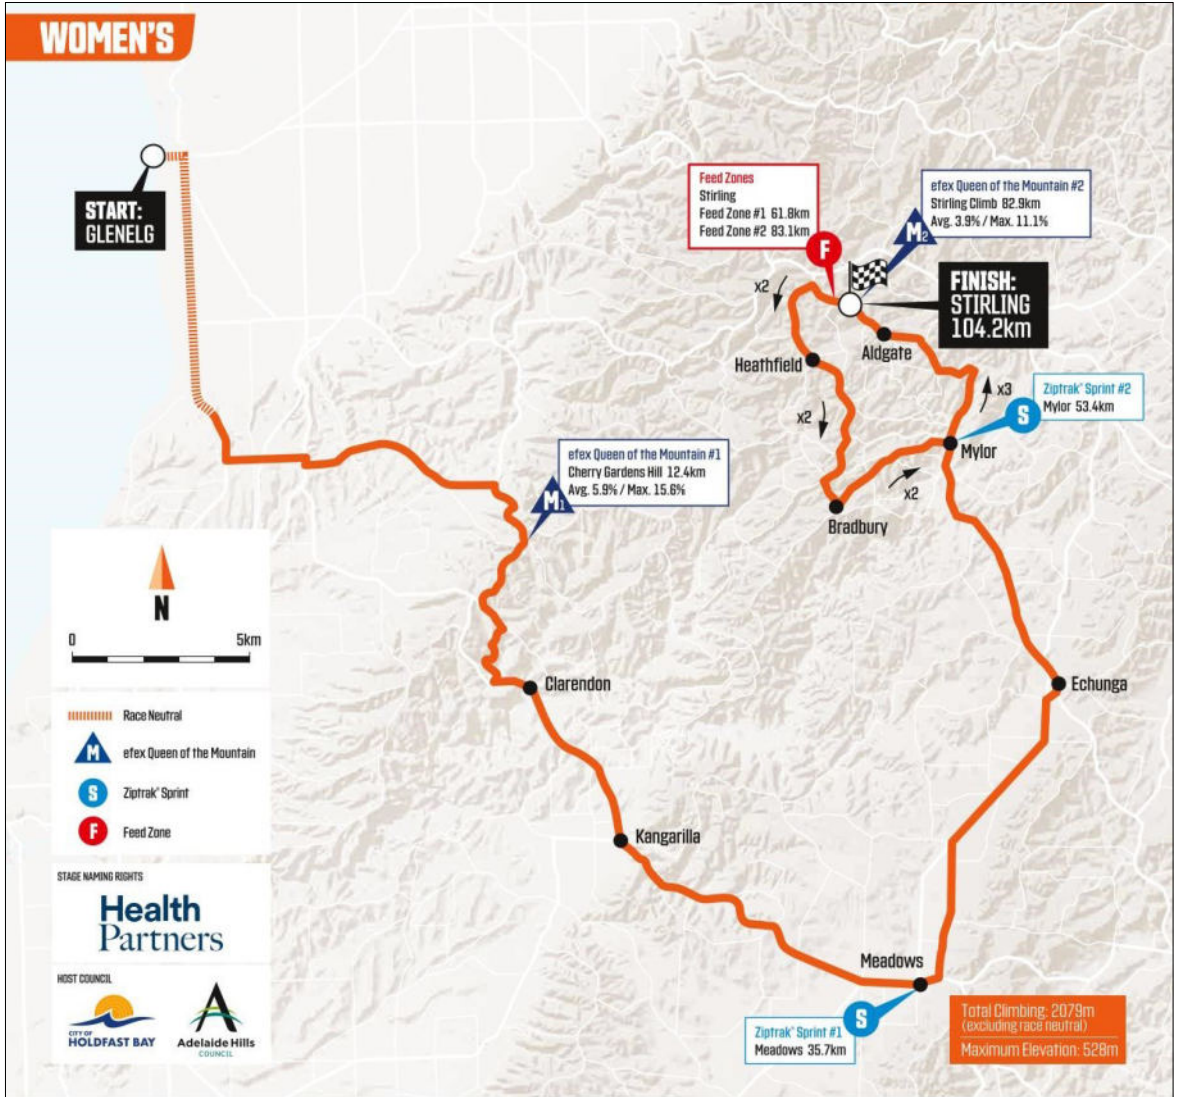 WOMEN'S
START:
GLENELG
Feed Zones
Stirling
Feed Zone #1 61.8km
Feed Zone #2 83.1km
F
efex Queen of the Mountain #2
Stirling Climb 82.9km
Avg. 3.9% / Max. 11.1%
M2
FINISH:
STIRLING
104.2km
x2
Aldgate
Heathfield
x3
Ziptrak® Sprint #2
Mylor 53.4km
S
x2
Mylor
x2
Bradbury
efex Queen of the Mountain #1
Cherry Gardens Hill 12.4km
Avg. 5.9% / Max. 15.6%
M1
N
0 5km
Clarendon
Echunga
Race Neutral
M efex Queen of the Mountain
S Ziptrak® Sprint
F Feed Zone
Kangarilla
STAGE NAMING RIGHTS
Health
Partners
Meadows
HOST COUNCIL
CITY OF
HOLDFAST BAY
Adelaide Hills
COUNCIL
S
Ziptrak® Sprint #1
Meadows 35.7km
Total Climbing: 2079m
(excluding race neutral)
Maximum Elevation: 528m